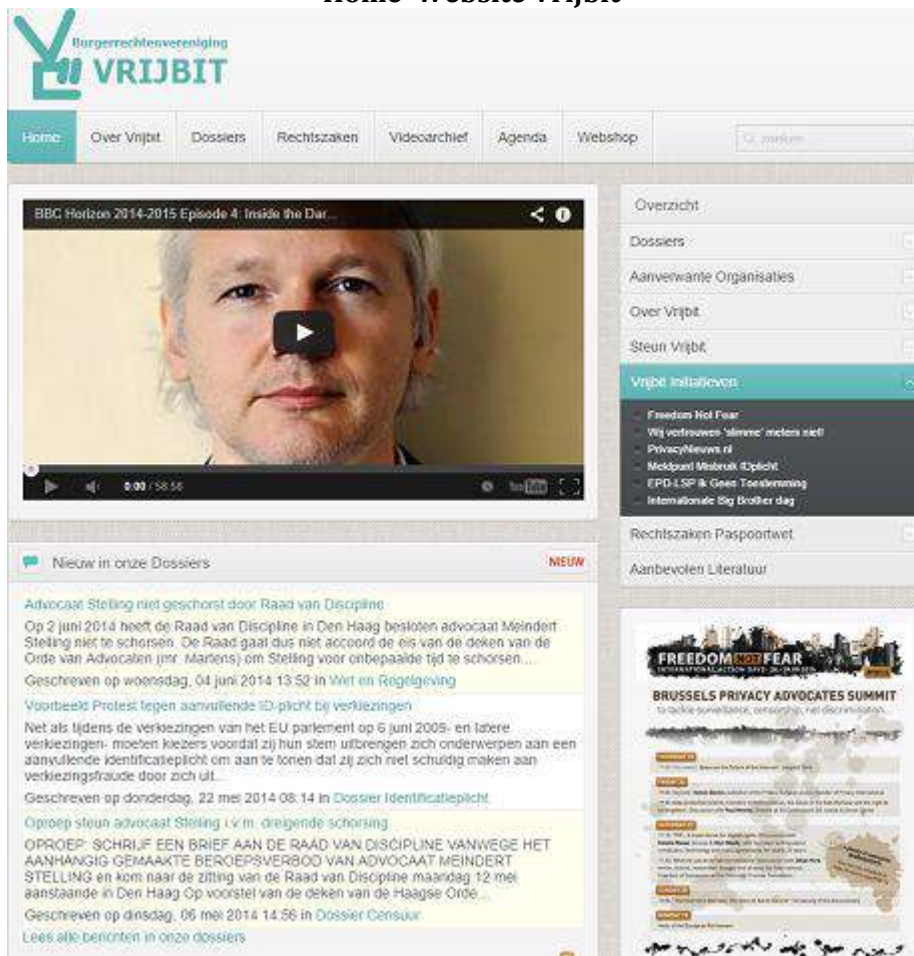 Home Website Vrijbit
Burgerrechtenvereniging
VRIJBIT
Home Over Vrijbit Dossiers Rechtszaken Videoarchief Agenda Webshop zoeken...
BBC Horizon 2014-2015 Episode 4: Inside the Dar...
0:00 / 58:56 YouTube
Nieuw in onze Dossiers NIEUW
Advocaat Stelling niet geschorst door Raad van Discipline
Op 2 juni 2014 heeft de Raad van Discipline in Den Haag besloten advocaat Meindert
Stelling niet te schorsen. De Raad gaat dus niet accoord de eis van de deken van de
Orde van Advocaten (mr. Martens) om Stelling voor onbepaalde tijd te schorsen....
Geschreven op woensdag, 04 juni 2014 13:52 in Wet en Regelgeving
Voorbeeld Protest tegen aanvullende ID-plicht bij verkiezingen
Net als tijdens de verkiezingen van het EU parlement op 6 juni 2009- en latere
verkiezingen- moeten kiezers voordat zij hun stem uitbrengen zich onderwerpen aan een
aanvullende identificatieplicht om aan te tonen dat zij zich niet schuldig maken aan
verkiezingsfraude door zich uit...
Geschreven op donderdag, 22 mei 2014 08:14 in Dossier Identificatieplicht
Oproep steun advocaat Stelling i.v.m. dreigende schorsing
OPROEP: SCHRIJF EEN BRIEF AAN DE RAAD VAN DISCIPLINE VANWEGE HET
AANHANGIG GEMAAKTE BEROEPSVERBOD VAN ADVOCAAT MEINDERT
STELLING en kom naar de zitting van de Raad van Discipline maandag 12 mei
aanstaande in Den Haag Op voorstel van de deken van de Haagse Orde...
Geschreven op dinsdag, 06 mei 2014 14:56 in Dossier Censuur
Lees alle berichten in onze dossiers
Overzicht
Dossiers
Aanverwante Organisaties
Over Vrijbit
Steun Vrijbit
Vrijbit Initiatieven
Freedom Not Fear
Wij vertrouwen 'slimme' meters niet!
PrivacyNieuws.nl
Meldpunt Misbruik IDplicht
EPD-LSP Ik Geen Toestemming
Internationale Big Brother dag
Rechtszaken Paspoortwet
Aanbevolen Literatuur
FREEDOM NOT FEAR
BRUSSELS PRIVACY ADVOCATES SUMMIT
to tackle surveillance, censorship, net discrimination...